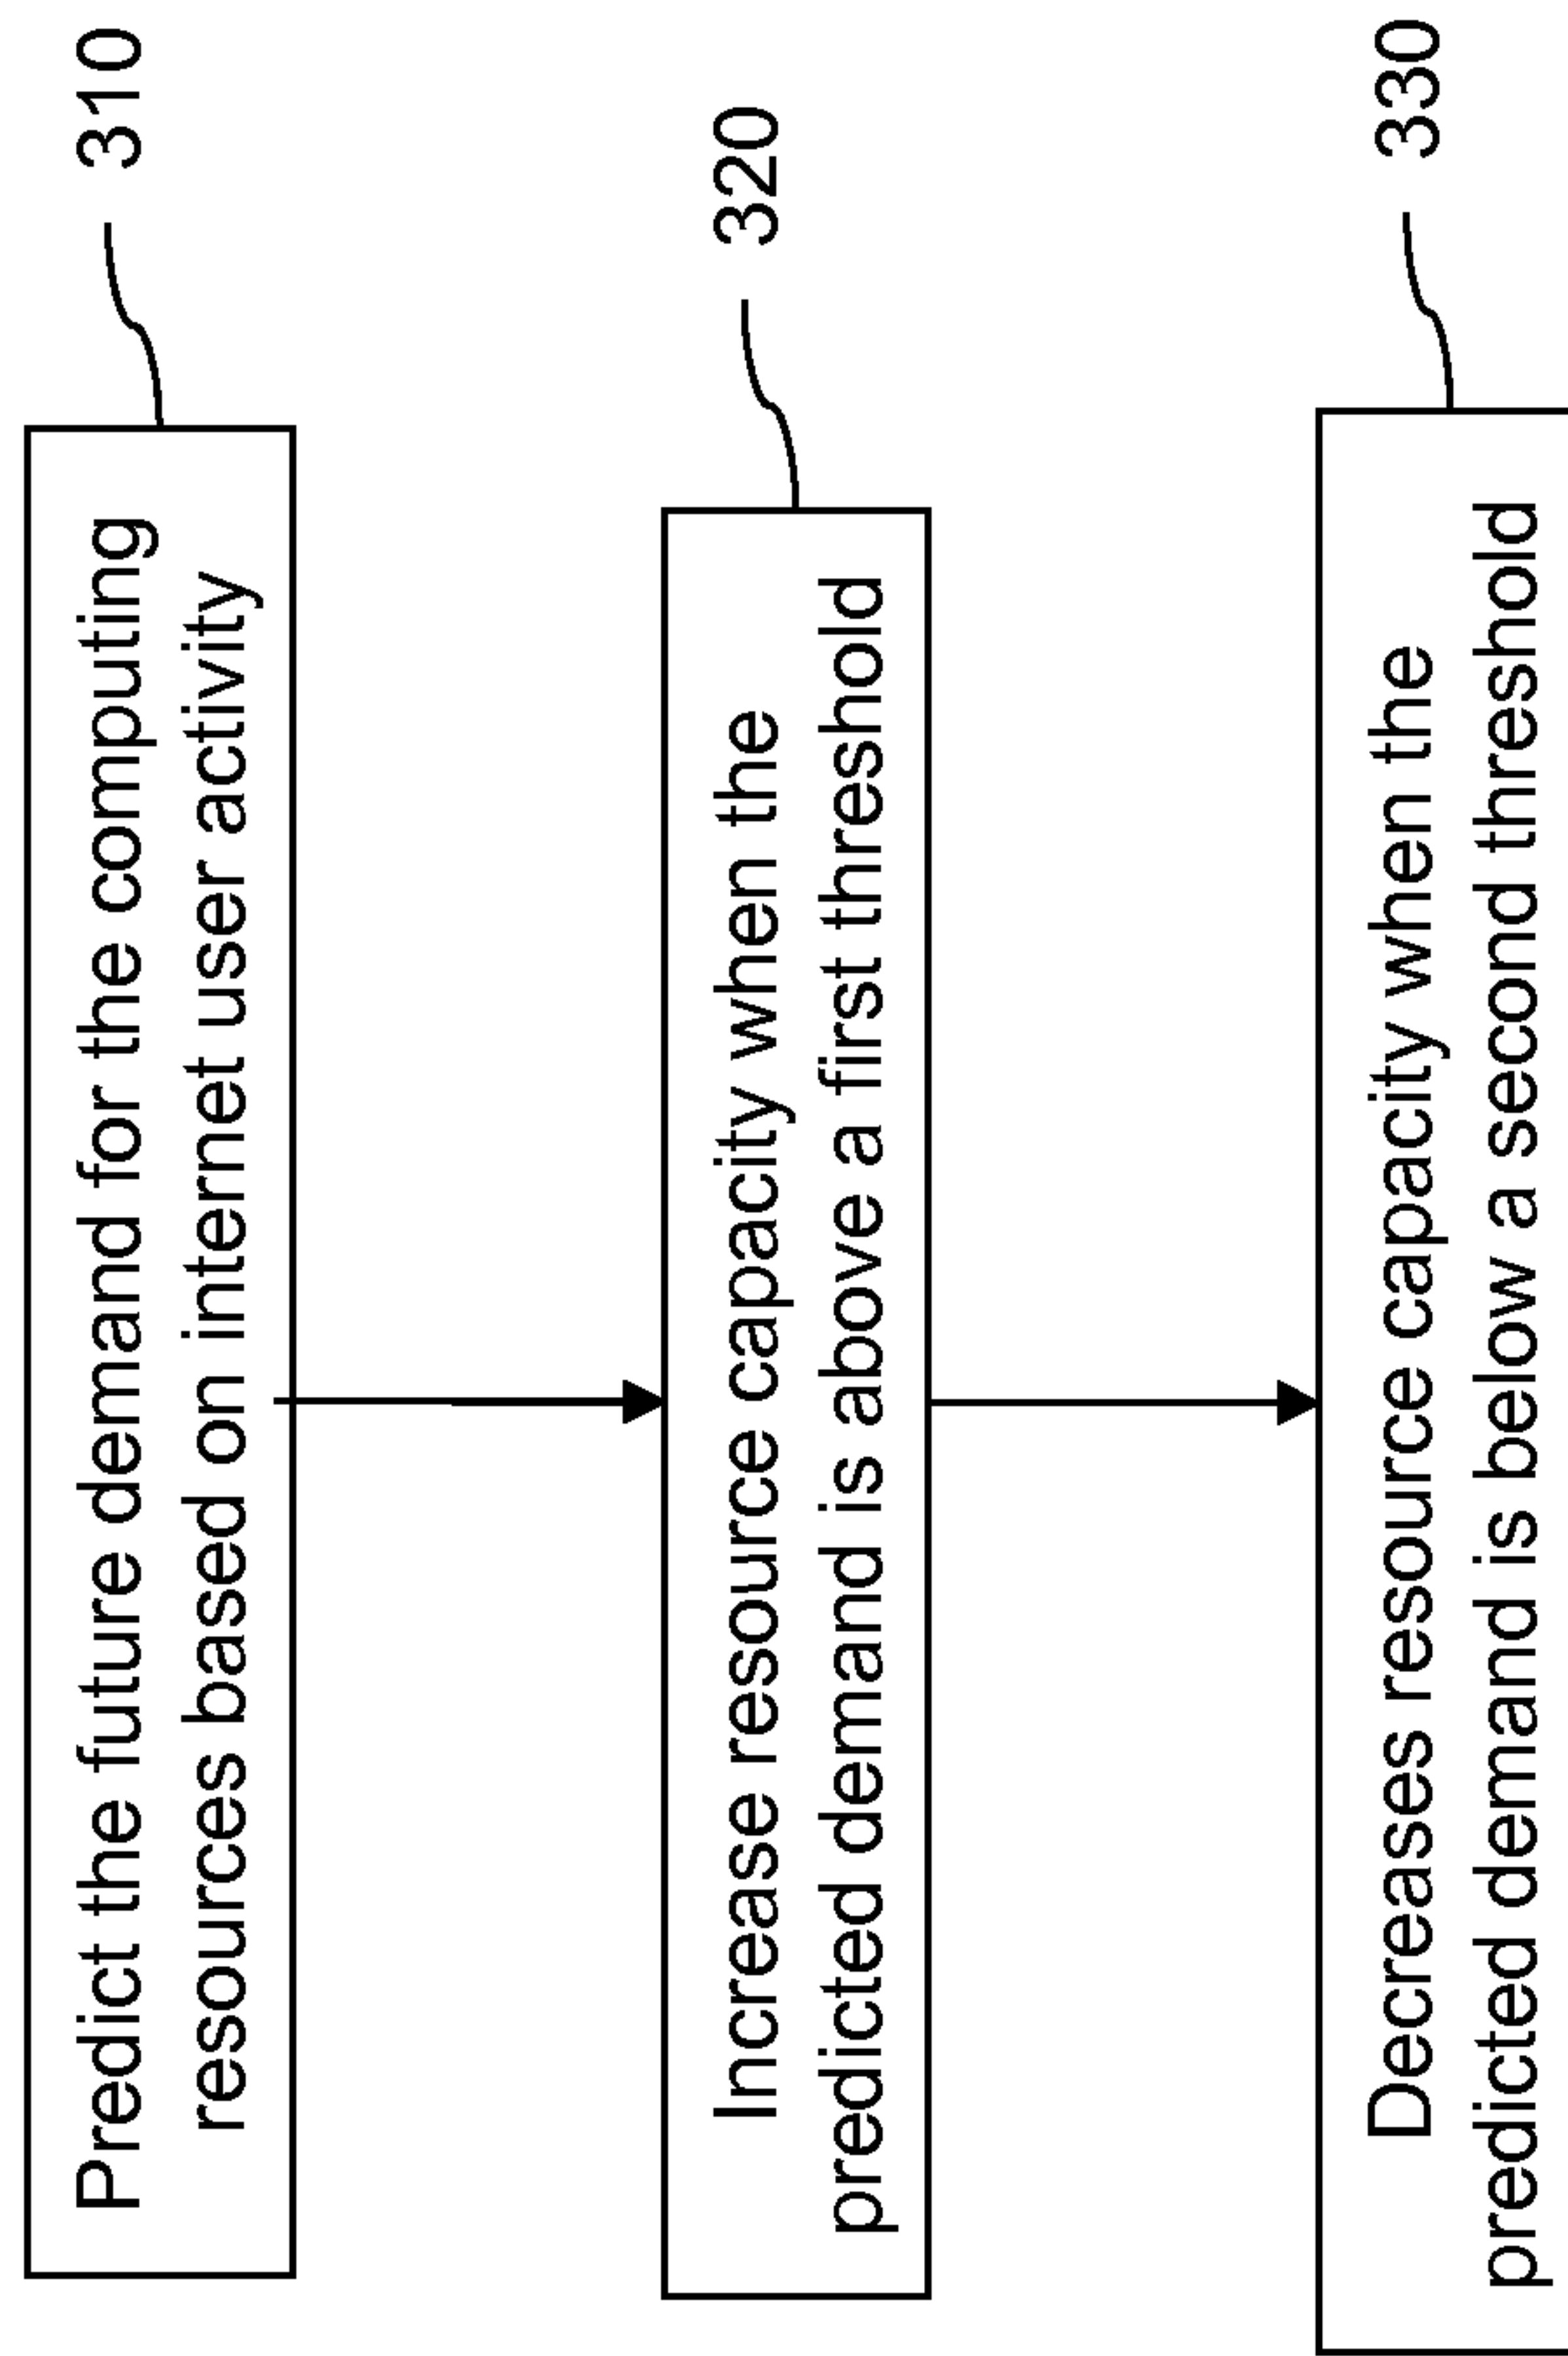 Predict the future demand for the computing
resources based on internet user activity
310
Increase resource capacity when the
predicted demand is above a first threshold
320
Decreases resource capacity when the
predicted demand is below a second threshold
330